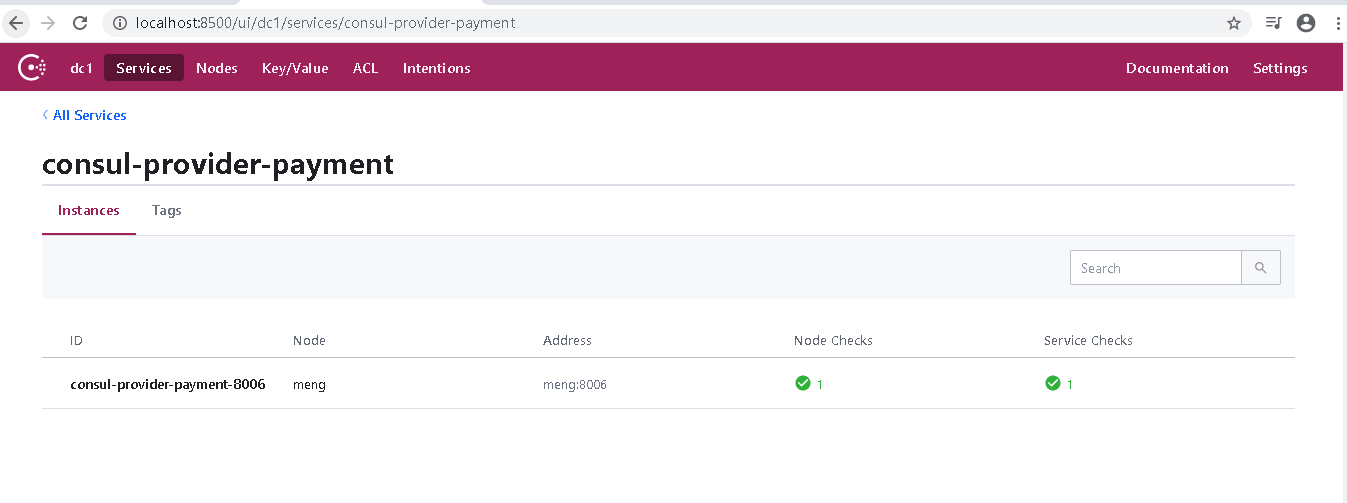 localhost:8500/ui/dc1/services/consul-provider-payment
dc1 Services Nodes Key/Value ACL Intentions Documentation Settings
All Services
consul-provider-payment
Instances Tags
Search
ID Node Address Node Checks Service Checks
consul-provider-payment-8006 meng meng:8006 1 1